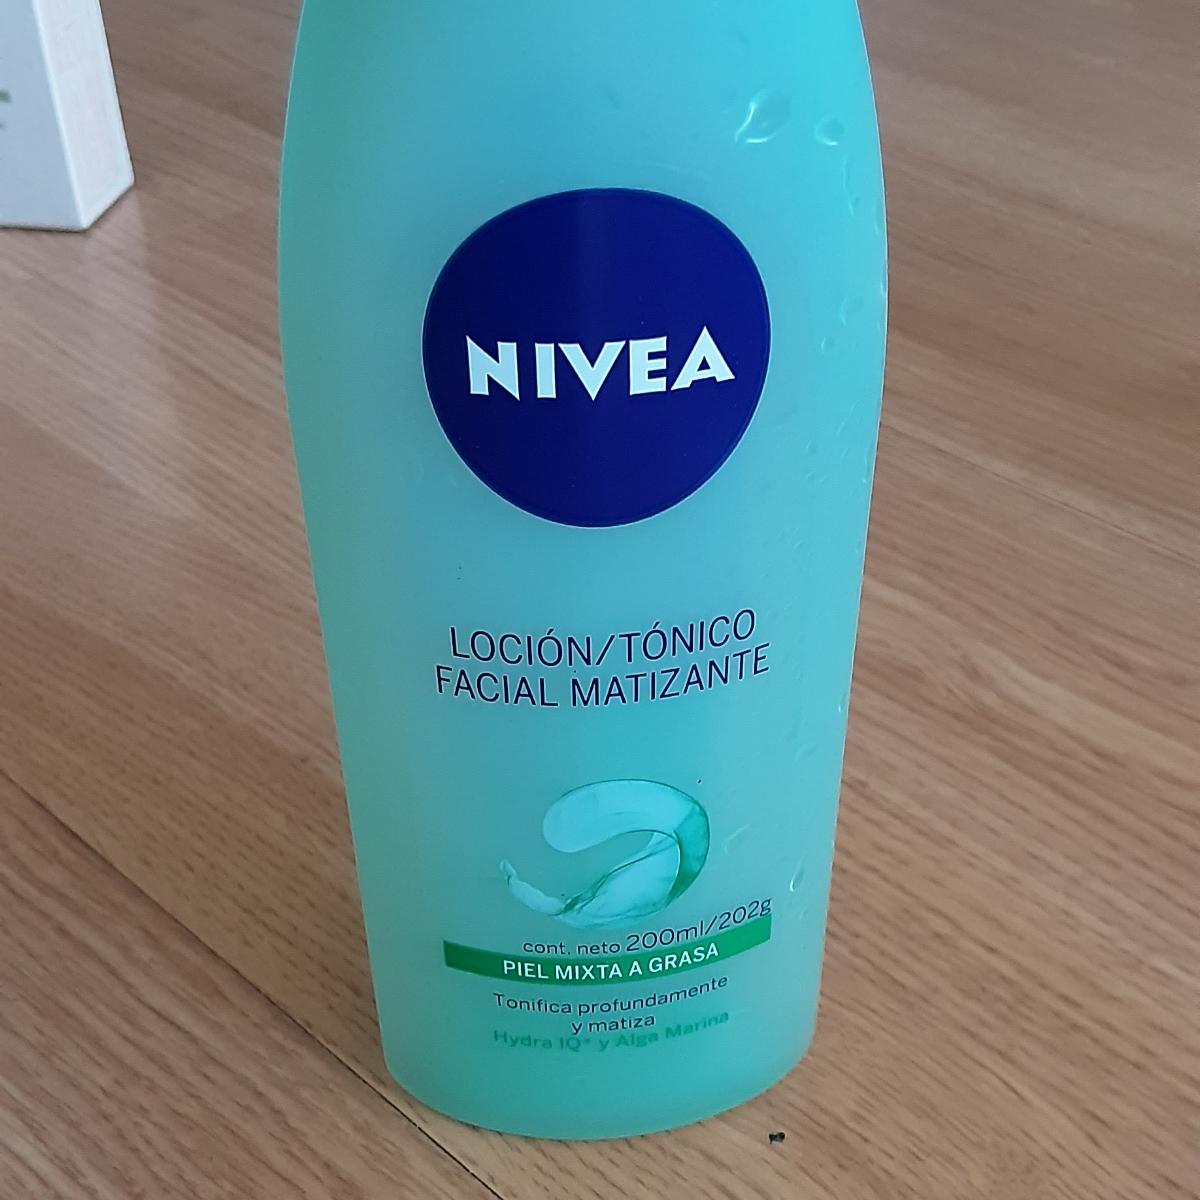 NIVEA
LOCIÓN/TÓNICO
FACIAL MATIZANTE
cont. neto 200ml/202g
PIEL MIXTA A GRASA
Tonifica profundamente
y matiza
Hydra IQ* y Alga Marina